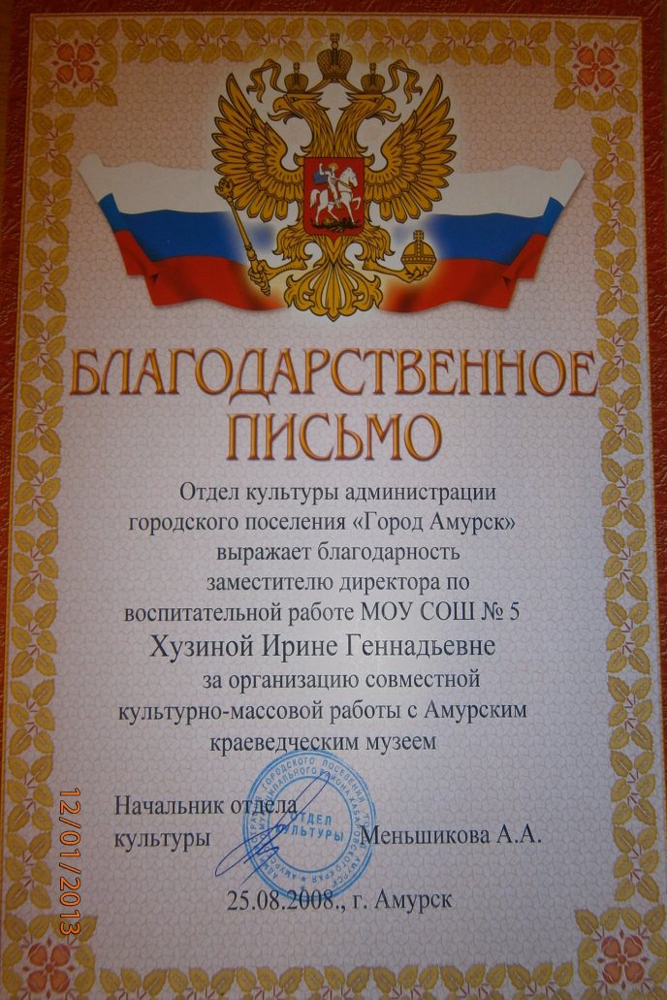 БЛАГОДАРСТВЕННОЕ
ПИСЬМО
Отдел культуры администрации
городского поселения «Город Амурск»
выражает благодарность
заместителю директора по
воспитательной работе МОУ СОШ № 5
Хузиной Ирине Геннадьевне
за организацию совместной
культурно-массовой работы с Амурским
краеведческим музеем
Начальник отдела
культуры Меньшикова А.А.
ОТДЕЛ
КУЛЬТУРЫ
25.08.2008., г. Амурск
12/01/2013